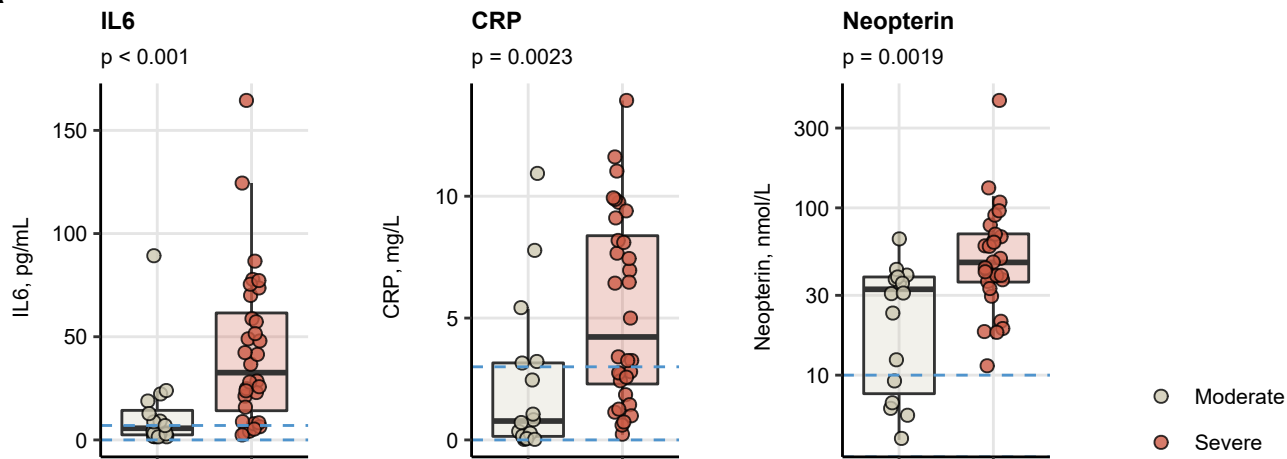 IL6
p < 0.001
IL6, pg/mL
150
100
50
0
CRP
p = 0.0023
CRP, mg/L
10
5
0
Neopterin
p = 0.0019
Neopterin, nmol/L
300
100
30
10
Moderate
Severe